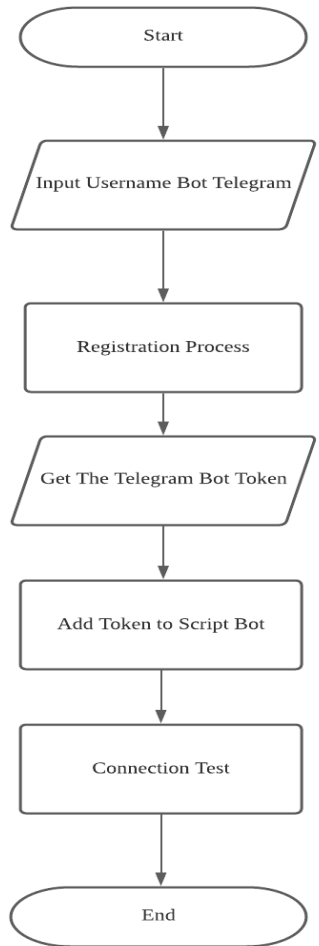 Start
Input Username Bot Telegram
Registration Process
Get The Telegram Bot Token
Add Token to Script Bot
Connection Test
End